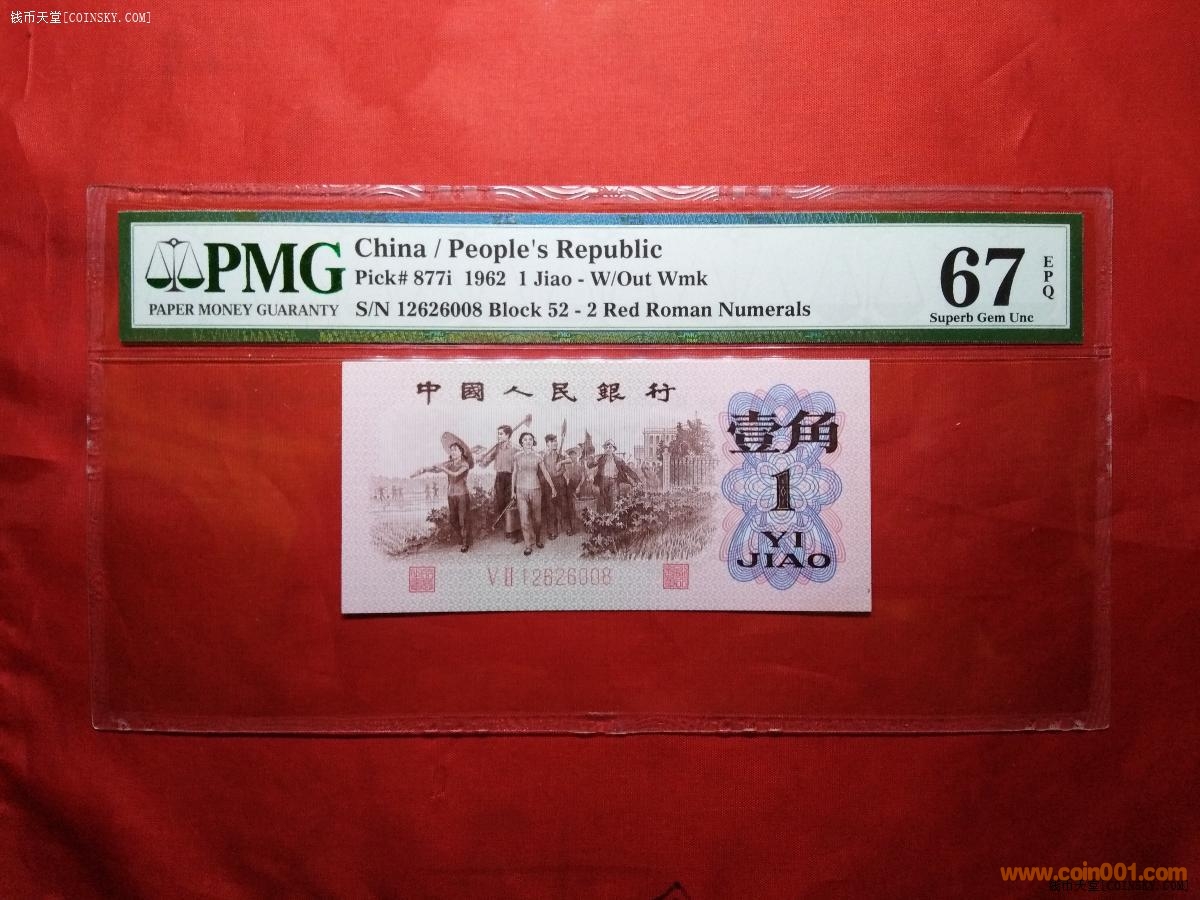 钱币天堂[COINSKY.COM]
PMG
PAPER MONEY GUARANTY
China / People's Republic
Pick# 877i 1962 1 Jiao - W/Out Wmk
S/N 12626008 Block 52 - 2 Red Roman Numerals
67
EPQ
Superb Gem Unc
中國人民銀行
壹角
1
YI
JIAO
V II 12626008
www.coin001.com
钱币天堂[COINSKY.COM]